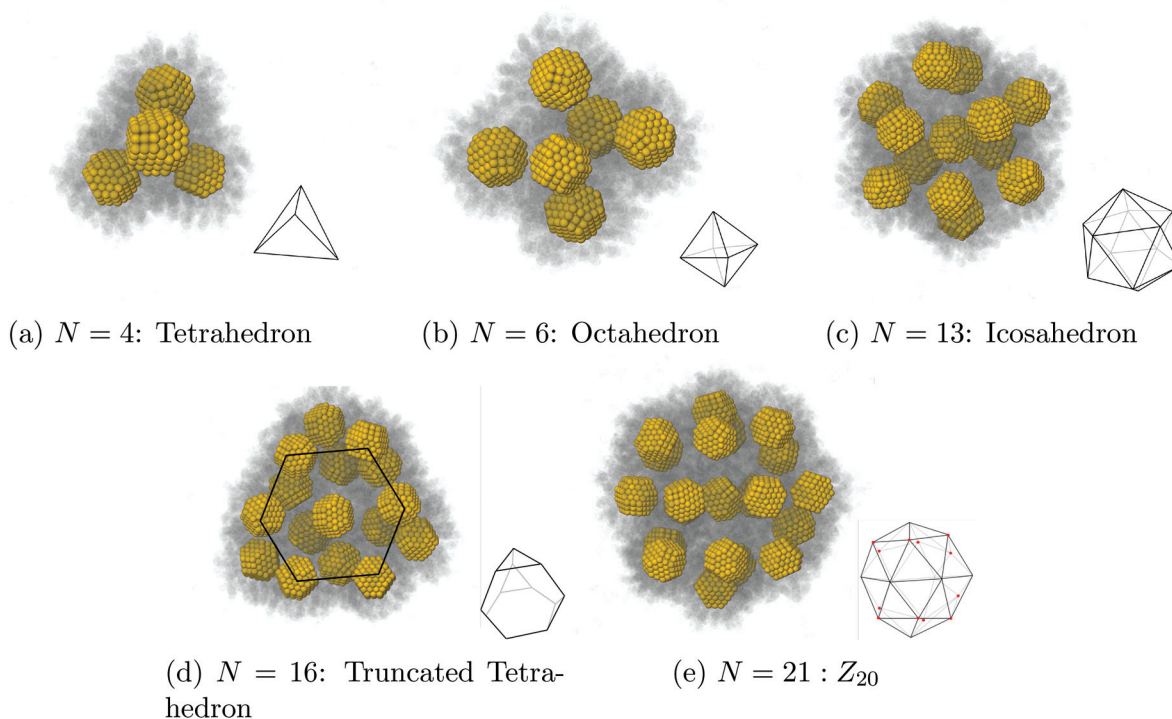 (a) N = 4: Tetrahedron
(b) N = 6: Octahedron
(c) N = 13: Icosahedron
(d) N = 16: Truncated Tetra-
hedron
(e) N = 21 : Z₂₀